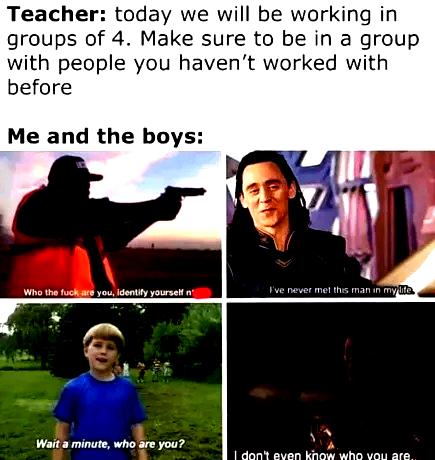 Teacher: today we will be working in
groups of 4. Make sure to be in a group
with people you haven't worked with
before
Me and the boys:
Who the fuck are you, identify yourself n
I've never met this man in my life.
Wait a minute, who are you?
I don't even know who you are..